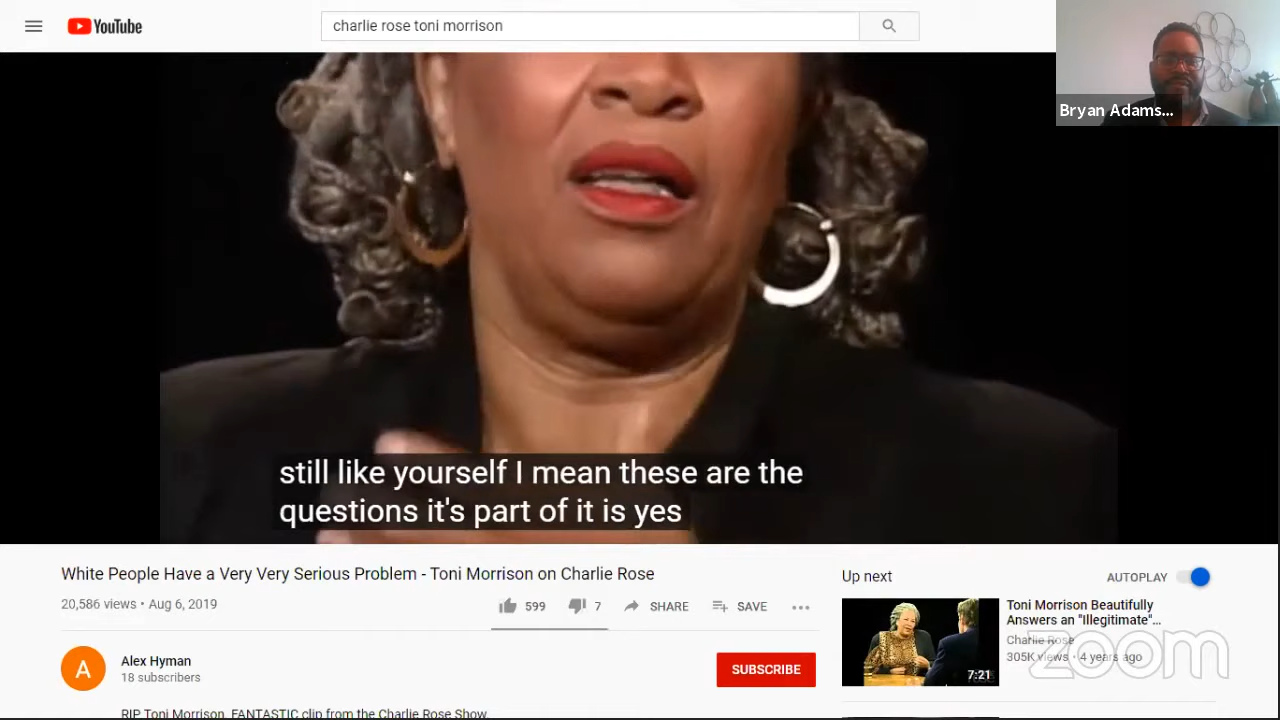 YouTube
charlie rose toni morrison
Bryan Adams...
still like yourself I mean these are the
questions it's part of it is yes
White People Have a Very Very Serious Problem - Toni Morrison on Charlie Rose
20,586 views • Aug 6, 2019
599
7
SHARE
SAVE
A
Alex Hyman
18 subscribers
SUBSCRIBE
RIP Toni Morrison. FANTASTIC clip from the Charlie Rose Show.
Up next
AUTOPLAY
7:21
Toni Morrison Beautifully
Answers an "Illegitimate"...
Charlie Rose
305K views • 4 years ago
zoom